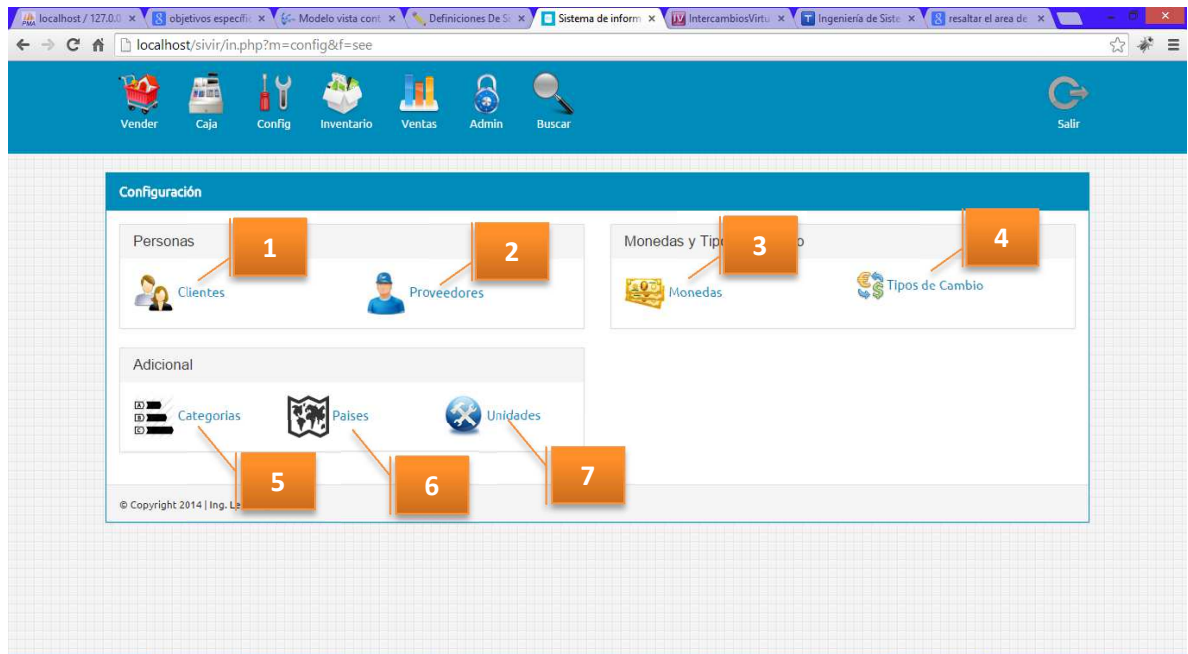 localhost / 127.0.0
objetivos específic
Modelo vista cont
Definiciones De Si
Sistema de inform
IntercambiosVirtu
Ingeniería de Siste
resaltar el area de
localhost/sivir/in.php?m=config&f=see
Vender
Caja
Config
Inventario
Ventas
Admin
Buscar
Salir
Configuración
Personas
Monedas y
1
2
3
4
Clientes
Proveedores
Monedas
Tipos de Cambio
Adicional
Categorias
Paises
Unidades
5
6
7
© Copyright 2014 | Ing.